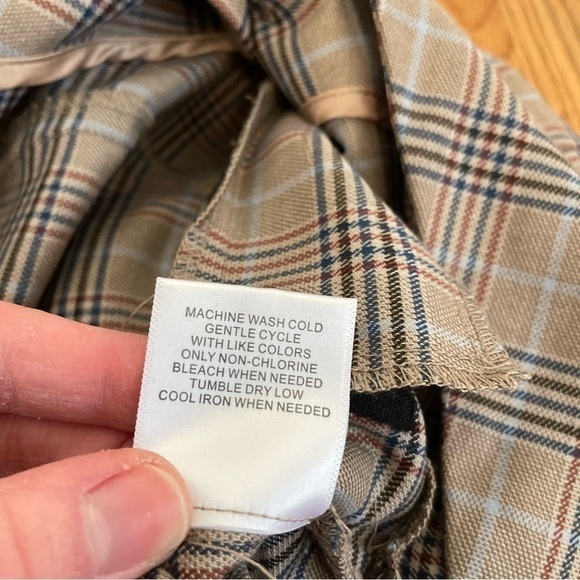 MACHINE WASH COLD
GENTLE CYCLE
WITH LIKE COLORS
ONLY NON-CHLORINE
BLEACH WHEN NEEDED
TUMBLE DRY LOW
COOL IRON WHEN NEEDED